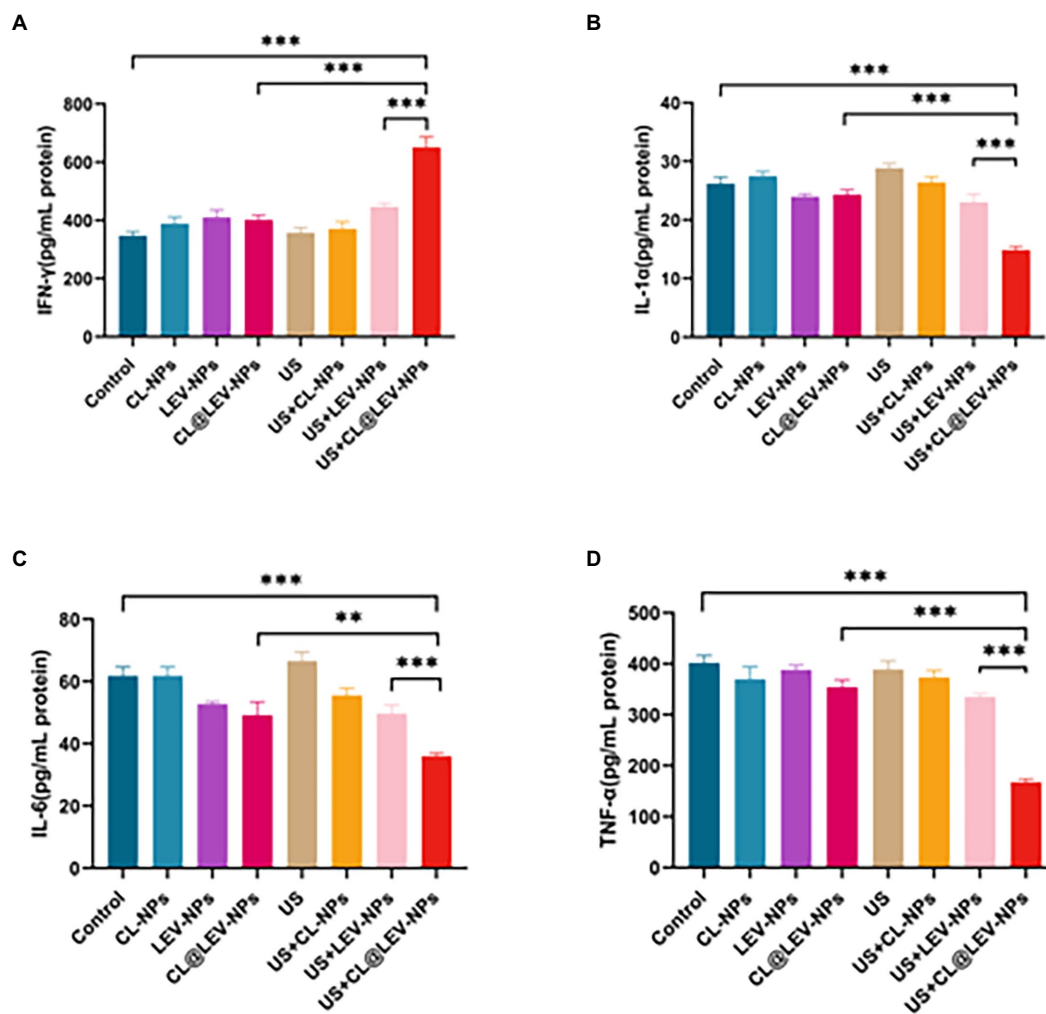 A
***
***
***
IFN-γ(pg/mL protein)
800
600
400
200
0
Control
CL-NPs
LEV-NPs
CL@LEV-NPs
US
US+CL-NPs
US+LEV-NPs
US+CL@LEV-NPs
B
***
***
***
IL-1α(pg/mL protein)
40
30
20
10
0
Control
CL-NPs
LEV-NPs
CL@LEV-NPs
US
US+CL-NPs
US+LEV-NPs
US+CL@LEV-NPs
C
***
**
***
IL-6(pg/mL protein)
80
60
40
20
0
Control
CL-NPs
LEV-NPs
CL@LEV-NPs
US
US+CL-NPs
US+LEV-NPs
US+CL@LEV-NPs
D
***
***
***
TNF-α(pg/mL protein)
500
400
300
200
100
0
Control
CL-NPs
LEV-NPs
CL@LEV-NPs
US
US+CL-NPs
US+LEV-NPs
US+CL@LEV-NPs